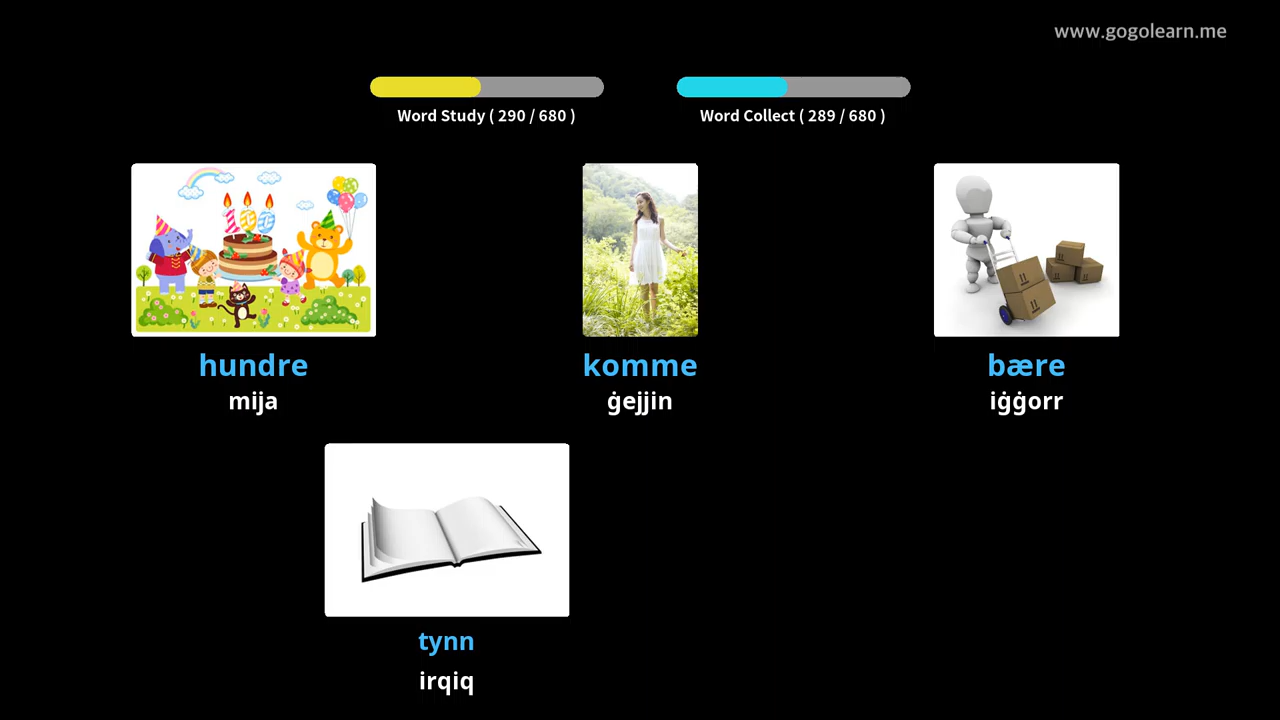 www.gogolearn.me
Word Study ( 290 / 680 )
Word Collect ( 289 / 680 )
100
hundre
komme
bære
mija
ġejjin
iġġorr
tynn
irqiq